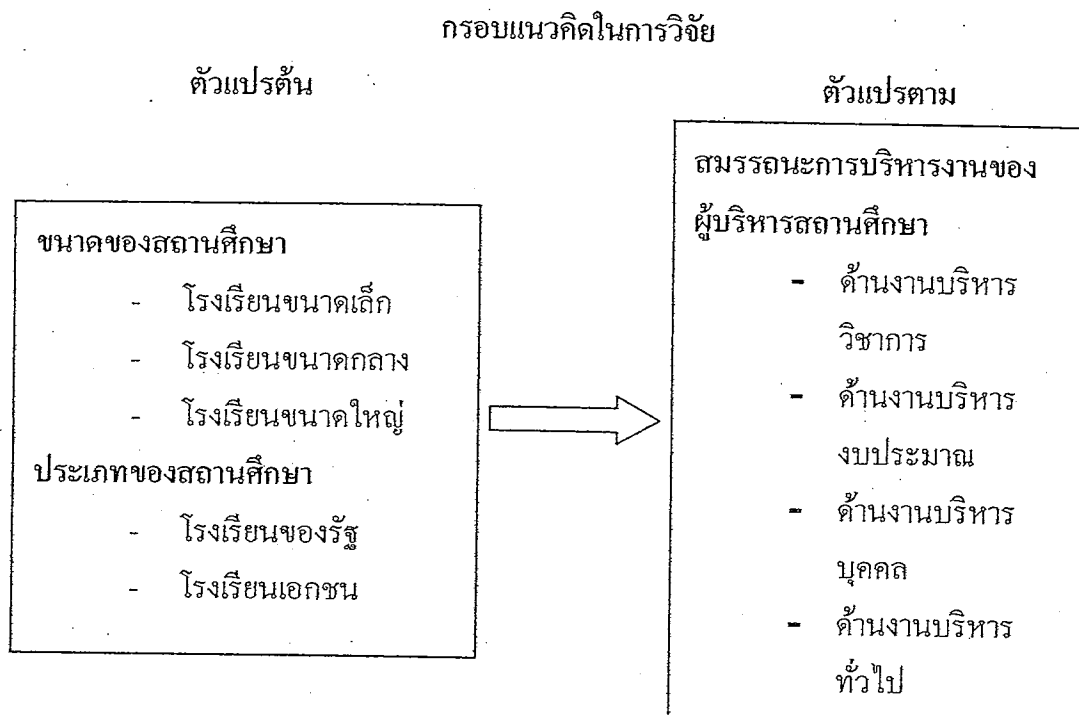 กรอบแนวคิดในการวิจัย
ตัวแปรต้น
ขนาดของสถานศึกษา
- โรงเรียนขนาดเล็ก
- โรงเรียนขนาดกลาง
- โรงเรียนขนาดใหญ่
ประเภทของสถานศึกษา
- โรงเรียนของรัฐ
- โรงเรียนเอกชน
ตัวแปรตาม
สมรรถนะการบริหารงานของ
ผู้บริหารสถานศึกษา
- ด้านงานบริหาร
วิชาการ
- ด้านงานบริหาร
งบประมาณ
- ด้านงานบริหาร
บุคคล
- ด้านงานบริหาร
ทั่วไป